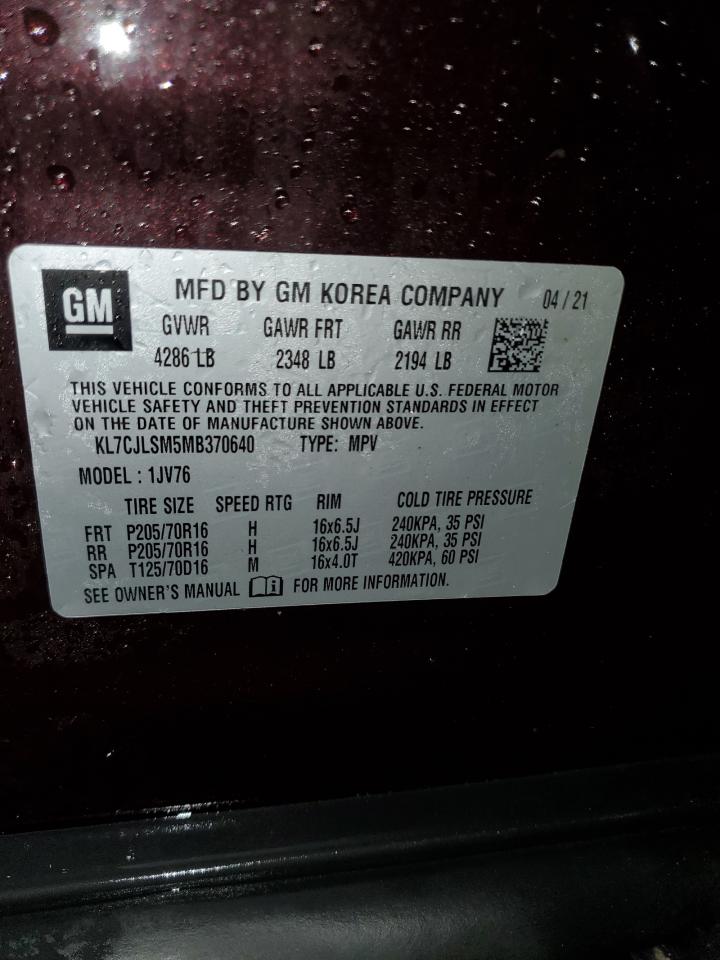 GM MFD BY GM KOREA COMPANY 04/21
GVWR GAWR FRT GAWR RR
4286 LB 2348 LB 2194 LB
THIS VEHICLE CONFORMS TO ALL APPLICABLE U.S. FEDERAL MOTOR
VEHICLE SAFETY AND THEFT PREVENTION STANDARDS IN EFFECT
ON THE DATE OF MANUFACTURE SHOWN ABOVE.
KL7CJLSM5MB370640 TYPE: MPV
MODEL : 1JV76
TIRE SIZE SPEED RTG RIM COLD TIRE PRESSURE
FRT P205/70R16 H 16x6.5J 240KPA, 35 PSI
RR P205/70R16 H 16x6.5J 240KPA, 35 PSI
SPA T125/70D16 M 16x4.0T 420KPA, 60 PSI
SEE OWNER'S MANUAL i FOR MORE INFORMATION.